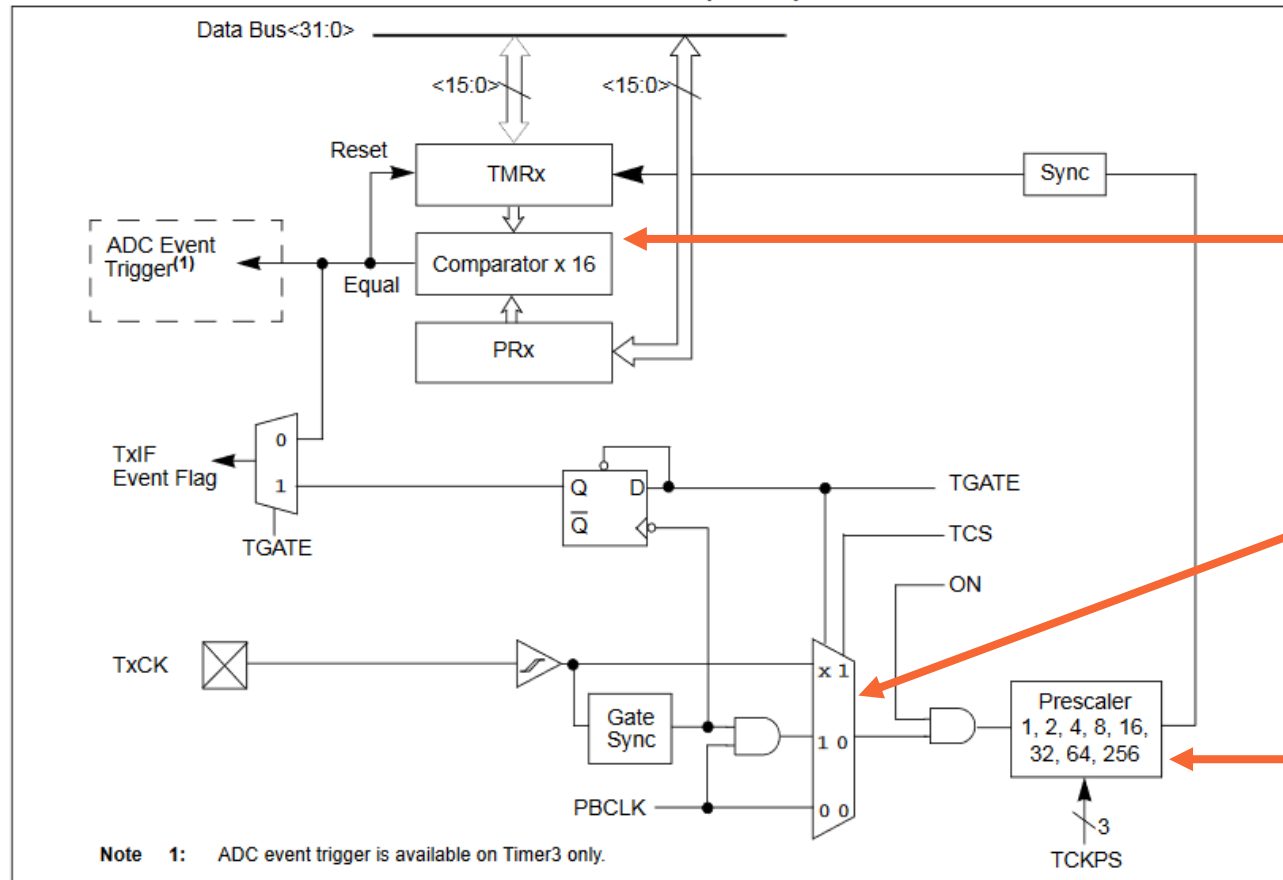 Data Bus<31:0>
<15:0>
<15:0>
Reset
TMRx
Sync
ADC Event
Trigger(1)
Equal
Comparator x 16
PRx
0
TxIF
Event Flag
1
Q
D
Q
TGATE
TGATE
TCS
ON
TxCK
x 1
Gate
Sync
1 0
Prescaler
1, 2, 4, 8, 16,
32, 64, 256
PBCLK
0 0
3
TCKPS
Note 1: ADC event trigger is available on Timer3 only.